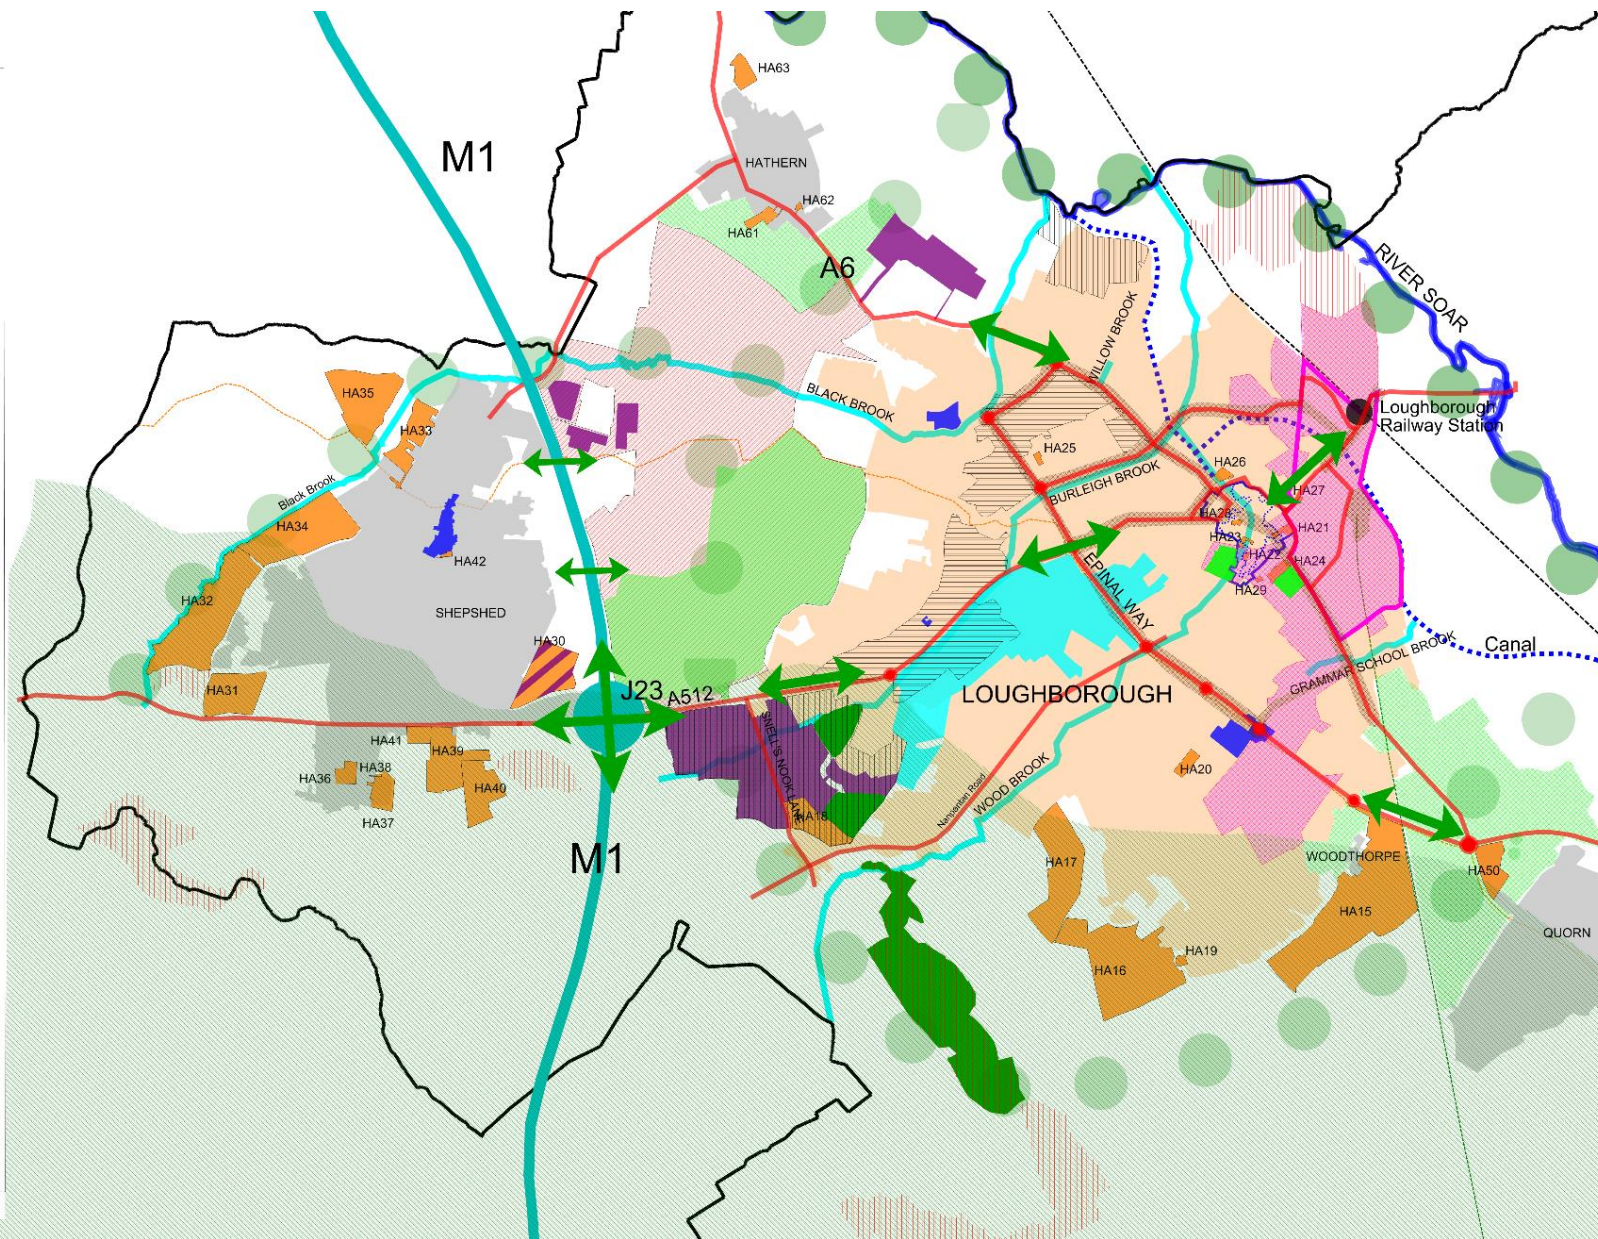 HA63
M1
HATHERN
HA62
HA61
A6
RIVER SOAR
WILLOW BROOK
BLACK BROOK
HA35
HA33
Loughborough
Railway Station
HA25
HA26
BURLEIGH BROOK
Black Brook
HA27
HA34
HA21
HA23
HA22
HA24
HA42
EPINAL WAY
HA29
HA32
SHEPSHED
HA30
Canal
GRAMMAR SCHOOL BROOK
HA31
J23
A512
LOUGHBOROUGH
SNELL'S NOOK LANE
HA41
HA39
HA38
HA36
HA40
HA20
WOOD BROOK
Nanpantan Road
HA18
HA37
M1
HA17
WOODTHORPE
HA50
HA15
QUORN
HA19
HA16